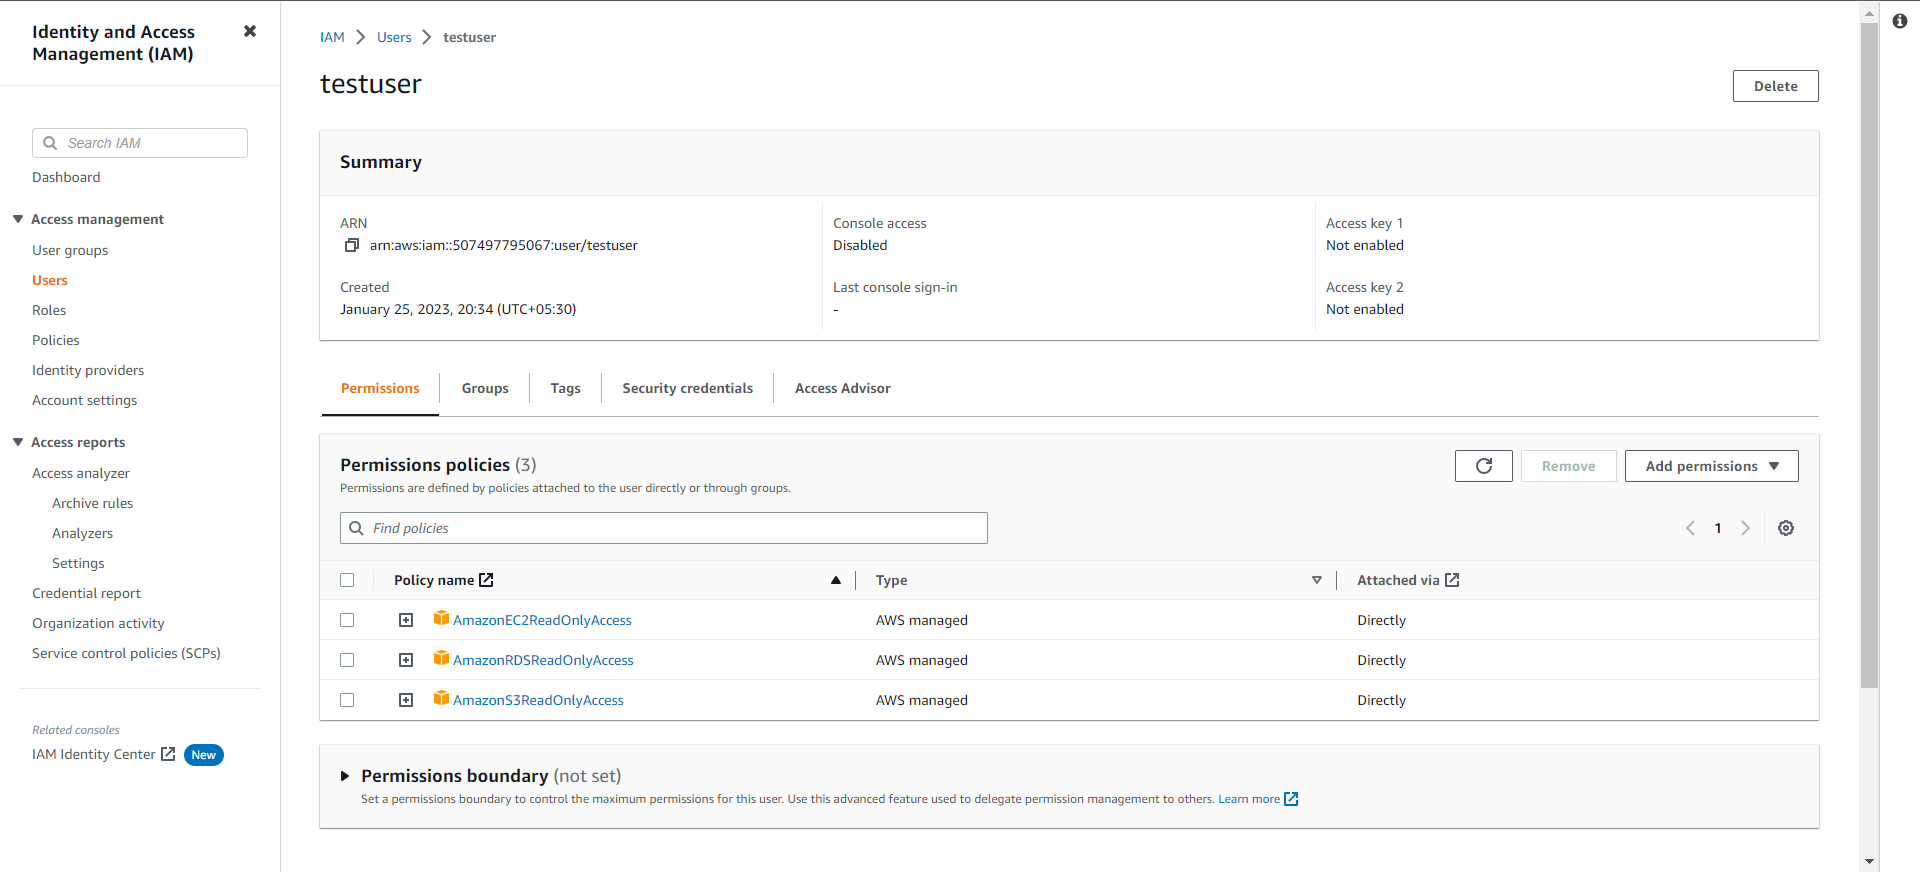 Identity and Access
Management (IAM)
Search IAM
Dashboard
Access management
User groups
Users
Roles
Policies
Identity providers
Account settings
Access reports
Access analyzer
Archive rules
Analyzers
Settings
Credential report
Organization activity
Service control policies (SCPs)
Related consoles
IAM Identity Center New
IAM Users testuser
testuser
Delete
Summary
ARN
arn:aws:iam::507497795067:user/testuser
Created
January 25, 2023, 20:34 (UTC+05:30)
Console access
Disabled
Last console sign-in
-
Access key 1
Not enabled
Access key 2
Not enabled
Permissions Groups Tags Security credentials Access Advisor
Permissions policies (3)
Permissions are defined by policies attached to the user directly or through groups.
Remove Add permissions
Find policies
1
Policy name Type Attached via
AmazonEC2ReadOnlyAccess AWS managed Directly
AmazonRDSReadOnlyAccess AWS managed Directly
AmazonS3ReadOnlyAccess AWS managed Directly
Permissions boundary (not set)
Set a permissions boundary to control the maximum permissions for this user. Use this advanced feature used to delegate permission management to others. Learn more